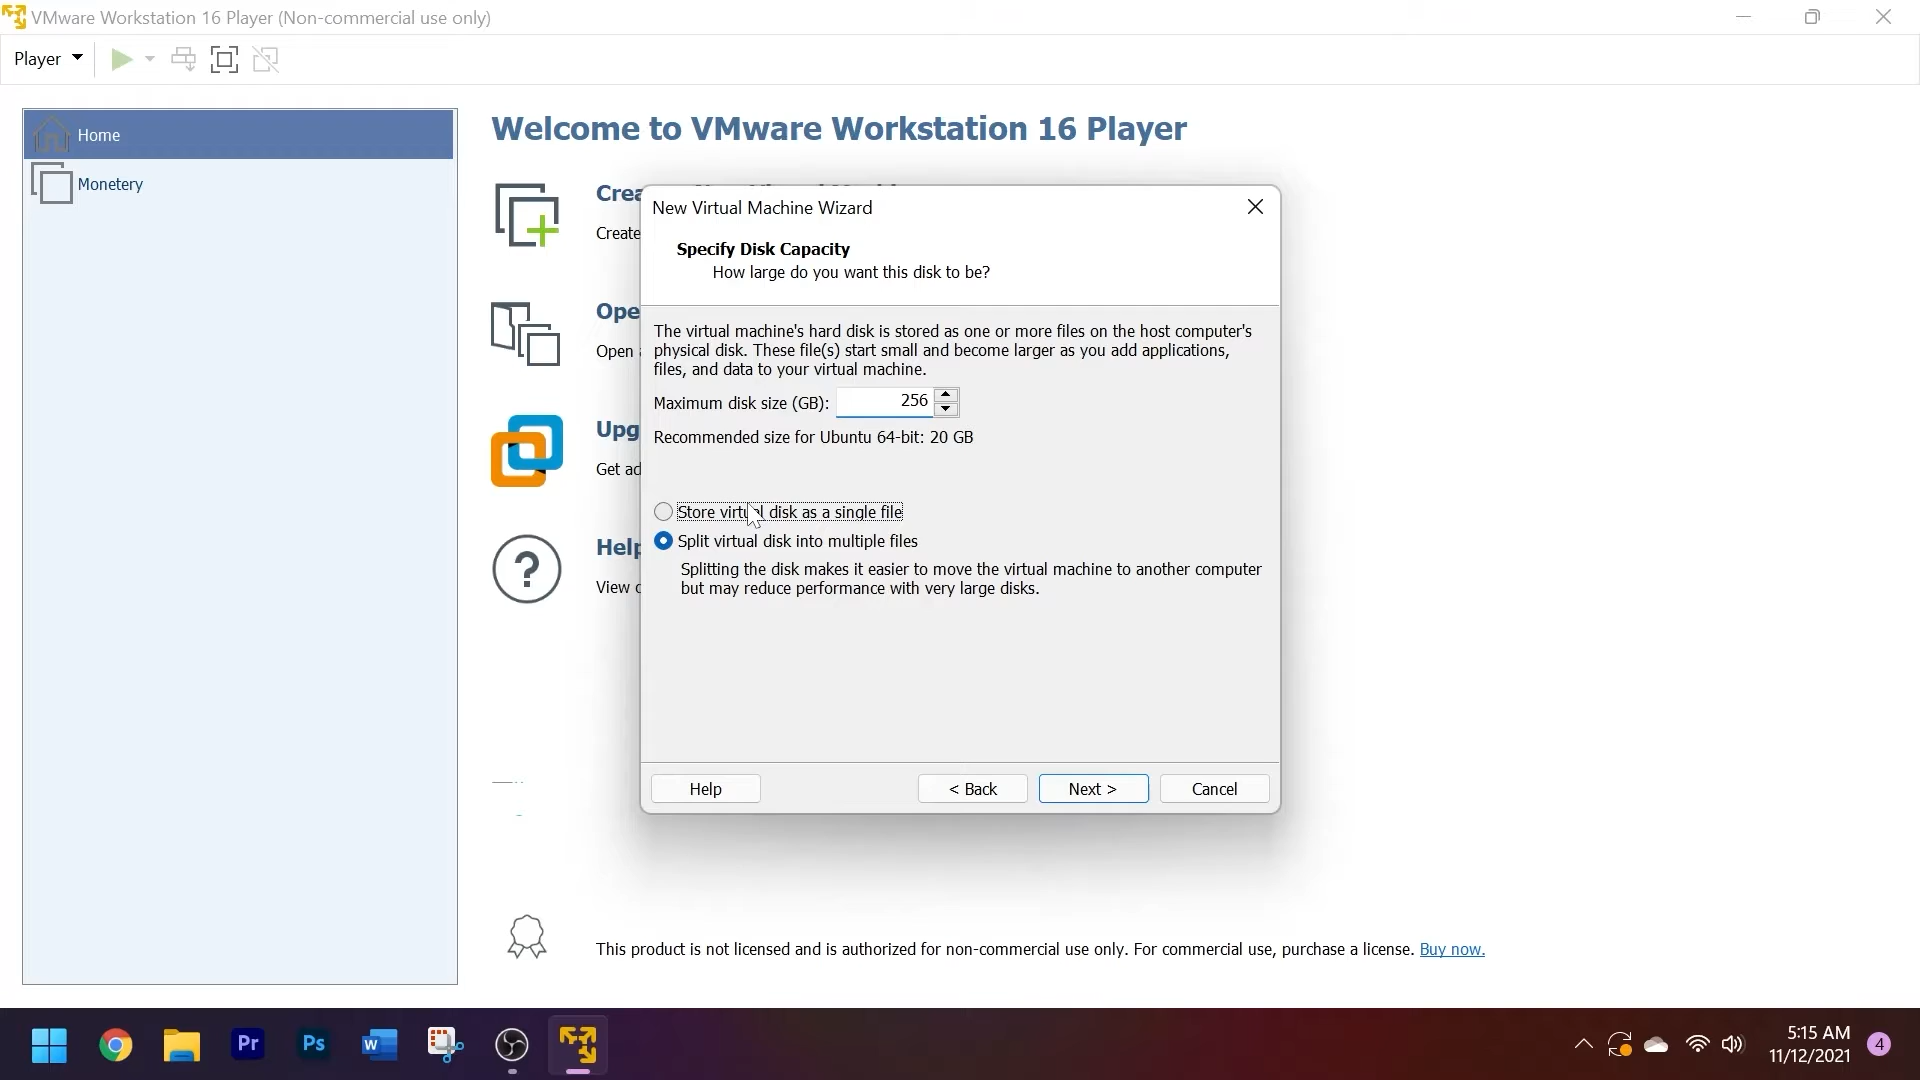 VMware Workstation 16 Player (Non-commercial use only)
Player
Home
Monetery
Welcome to VMware Workstation 16 Player
Create
Open
Get
View
New Virtual Machine Wizard
Specify Disk Capacity
How large do you want this disk to be?
The virtual machine's hard disk is stored as one or more files on the host computer's
physical disk. These file(s) start small and become larger as you add applications,
files, and data to your virtual machine.
Maximum disk size (GB): 256
Recommended size for Ubuntu 64-bit: 20 GB
Store virtual disk as a single file
Split virtual disk into multiple files
Splitting the disk makes it easier to move the virtual machine to another computer
but may reduce performance with very large disks.
Help < Back Next > Cancel
This product is not licensed and is authorized for non-commercial use only. For commercial use, purchase a license. Buy now.
Pr Ps W
5:15 AM
11/12/2021
4